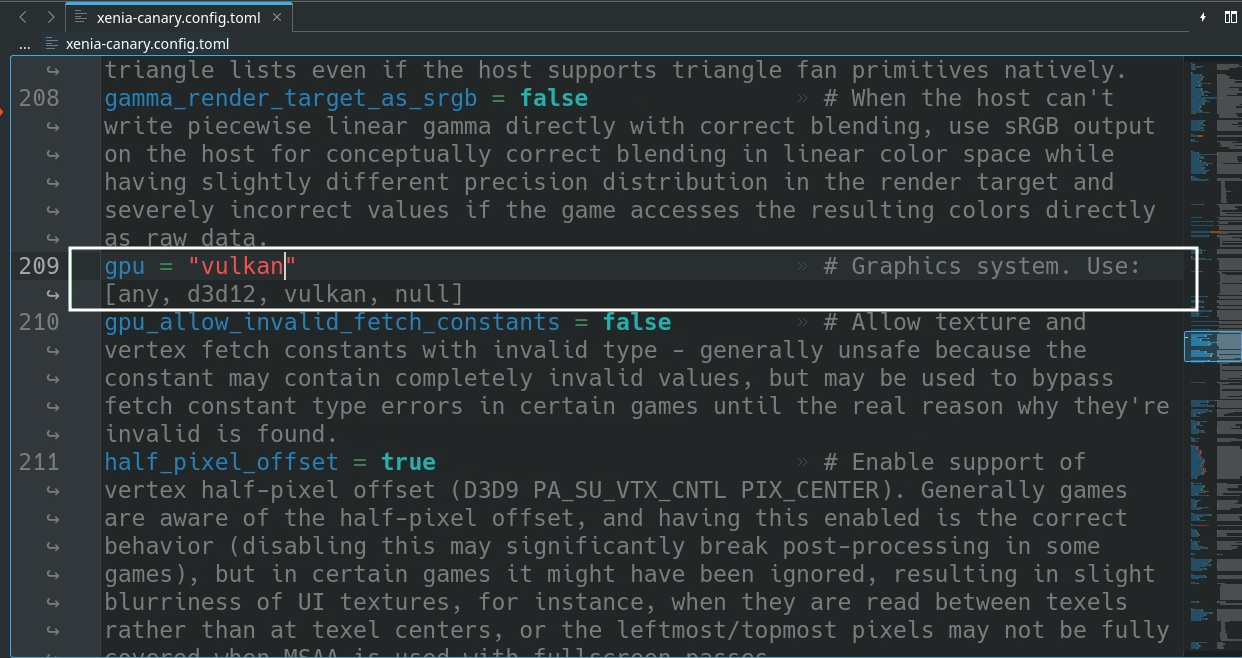 xenia-canary.config.toml
... xenia-canary.config.toml
triangle lists even if the host supports triangle fan primitives natively.
208 gamma_render_target_as_srgb = false # When the host can't
write piecewise linear gamma directly with correct blending, use sRGB output
on the host for conceptually correct blending in linear color space while
having slightly different precision distribution in the render target and
severely incorrect values if the game accesses the resulting colors directly
as raw data.
209 gpu = "vulkan" # Graphics system. Use:
[any, d3d12, vulkan, null]
210 gpu_allow_invalid_fetch_constants = false # Allow texture and
vertex fetch constants with invalid type - generally unsafe because the
constant may contain completely invalid values, but may be used to bypass
fetch constant type errors in certain games until the real reason why they're
invalid is found.
211 half_pixel_offset = true # Enable support of
vertex half-pixel offset (D3D9 PA_SU_VTX_CNTL PIX_CENTER). Generally games
are aware of the half-pixel offset, and having this enabled is the correct
behavior (disabling this may significantly break post-processing in some
games), but in certain games it might have been ignored, resulting in slight
blurriness of UI textures, for instance, when they are read between texels
rather than at texel centers, or the leftmost/topmost pixels may not be fully
covered when MSAA is used with fullscreen passes.